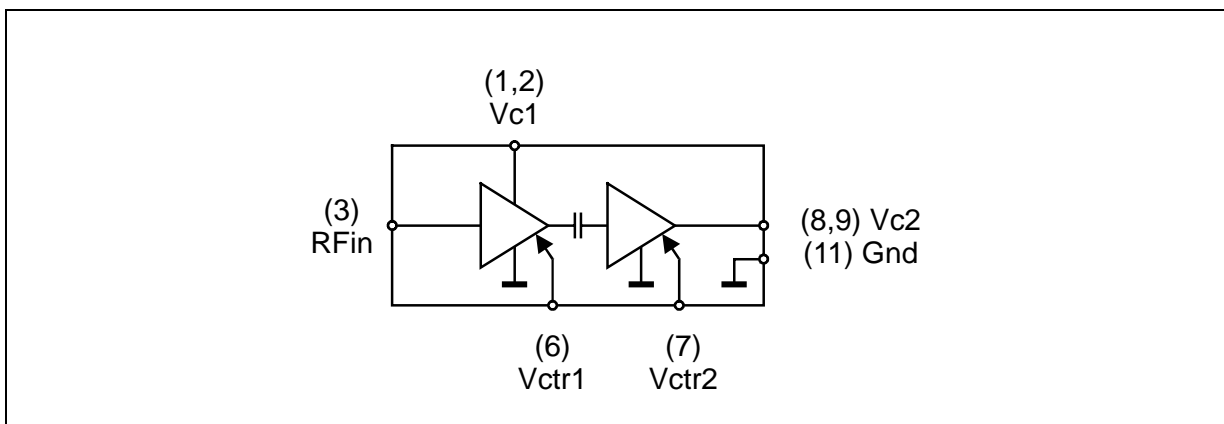 (1,2)
Vc1
(3)
RFin
(8,9) Vc2
(11) Gnd
(6)
Vctr1
(7)
Vctr2